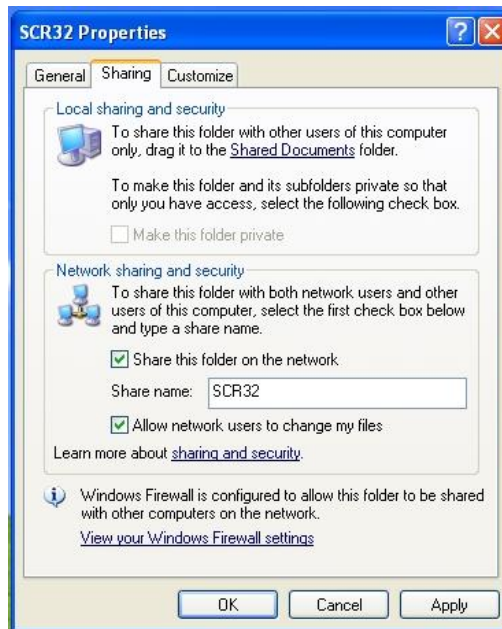 SCR32 Properties
General
Sharing
Customize
Local sharing and security
To share this folder with other users of this computer
only, drag it to the Shared Documents folder.
To make this folder and its subfolders private so that
only you have access, select the following check box.
Make this folder private
Network sharing and security
To share this folder with both network users and other
users of this computer, select the first check box below
and type a share name.
Share this folder on the network
Share name: SCR32
Allow network users to change my files
Learn more about sharing and security.
Windows Firewall is configured to allow this folder to be shared
with other computers on the network.
View your Windows Firewall settings
OK
Cancel
Apply